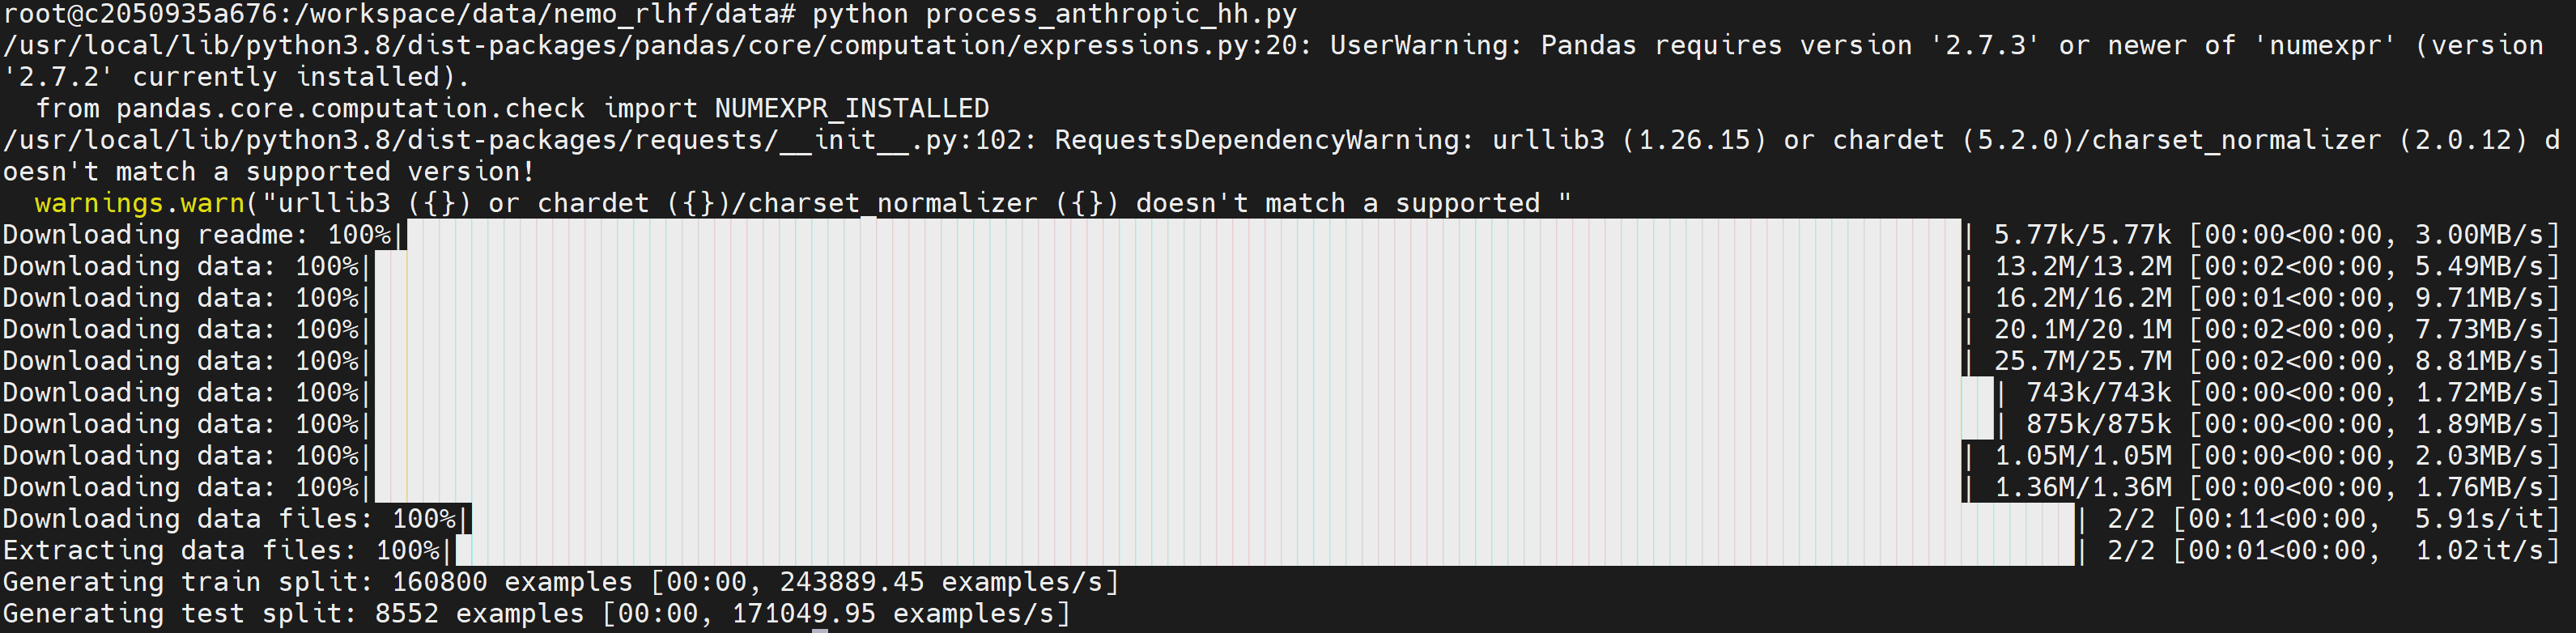 root@c2050935a676:/workspace/data/nemo_rlhf/data# python process_anthropic_hh.py
/usr/local/lib/python3.8/dist-packages/pandas/core/computation/expressions.py:20: UserWarning: Pandas requires version '2.7.3' or newer of 'numexpr' (version
'2.7.2' currently installed).
  from pandas.core.computation.check import NUMEXPR_INSTALLED
/usr/local/lib/python3.8/dist-packages/requests/__init__.py:102: RequestsDependencyWarning: urllib3 (1.26.15) or chardet (5.2.0)/charset_normalizer (2.0.12) d
oesn't match a supported version!
  warnings.warn("urllib3 ({}) or chardet ({})/charset_normalizer ({}) doesn't match a supported "
Downloading readme: 100%| | 5.77k/5.77k [00:00<00:00, 3.00MB/s]
Downloading data: 100%| | 13.2M/13.2M [00:02<00:00, 5.49MB/s]
Downloading data: 100%| | 16.2M/16.2M [00:01<00:00, 9.71MB/s]
Downloading data: 100%| | 20.1M/20.1M [00:02<00:00, 7.73MB/s]
Downloading data: 100%| | 25.7M/25.7M [00:02<00:00, 8.81MB/s]
Downloading data: 100%| | 743k/743k [00:00<00:00, 1.72MB/s]
Downloading data: 100%| | 875k/875k [00:00<00:00, 1.89MB/s]
Downloading data: 100%| | 1.05M/1.05M [00:00<00:00, 2.03MB/s]
Downloading data: 100%| | 1.36M/1.36M [00:00<00:00, 1.76MB/s]
Downloading data files: 100%| | 2/2 [00:11<00:00,  5.91s/it]
Extracting data files: 100%| | 2/2 [00:01<00:00,  1.02it/s]
Generating train split: 160800 examples [00:00, 243889.45 examples/s]
Generating test split: 8552 examples [00:00, 171049.95 examples/s]